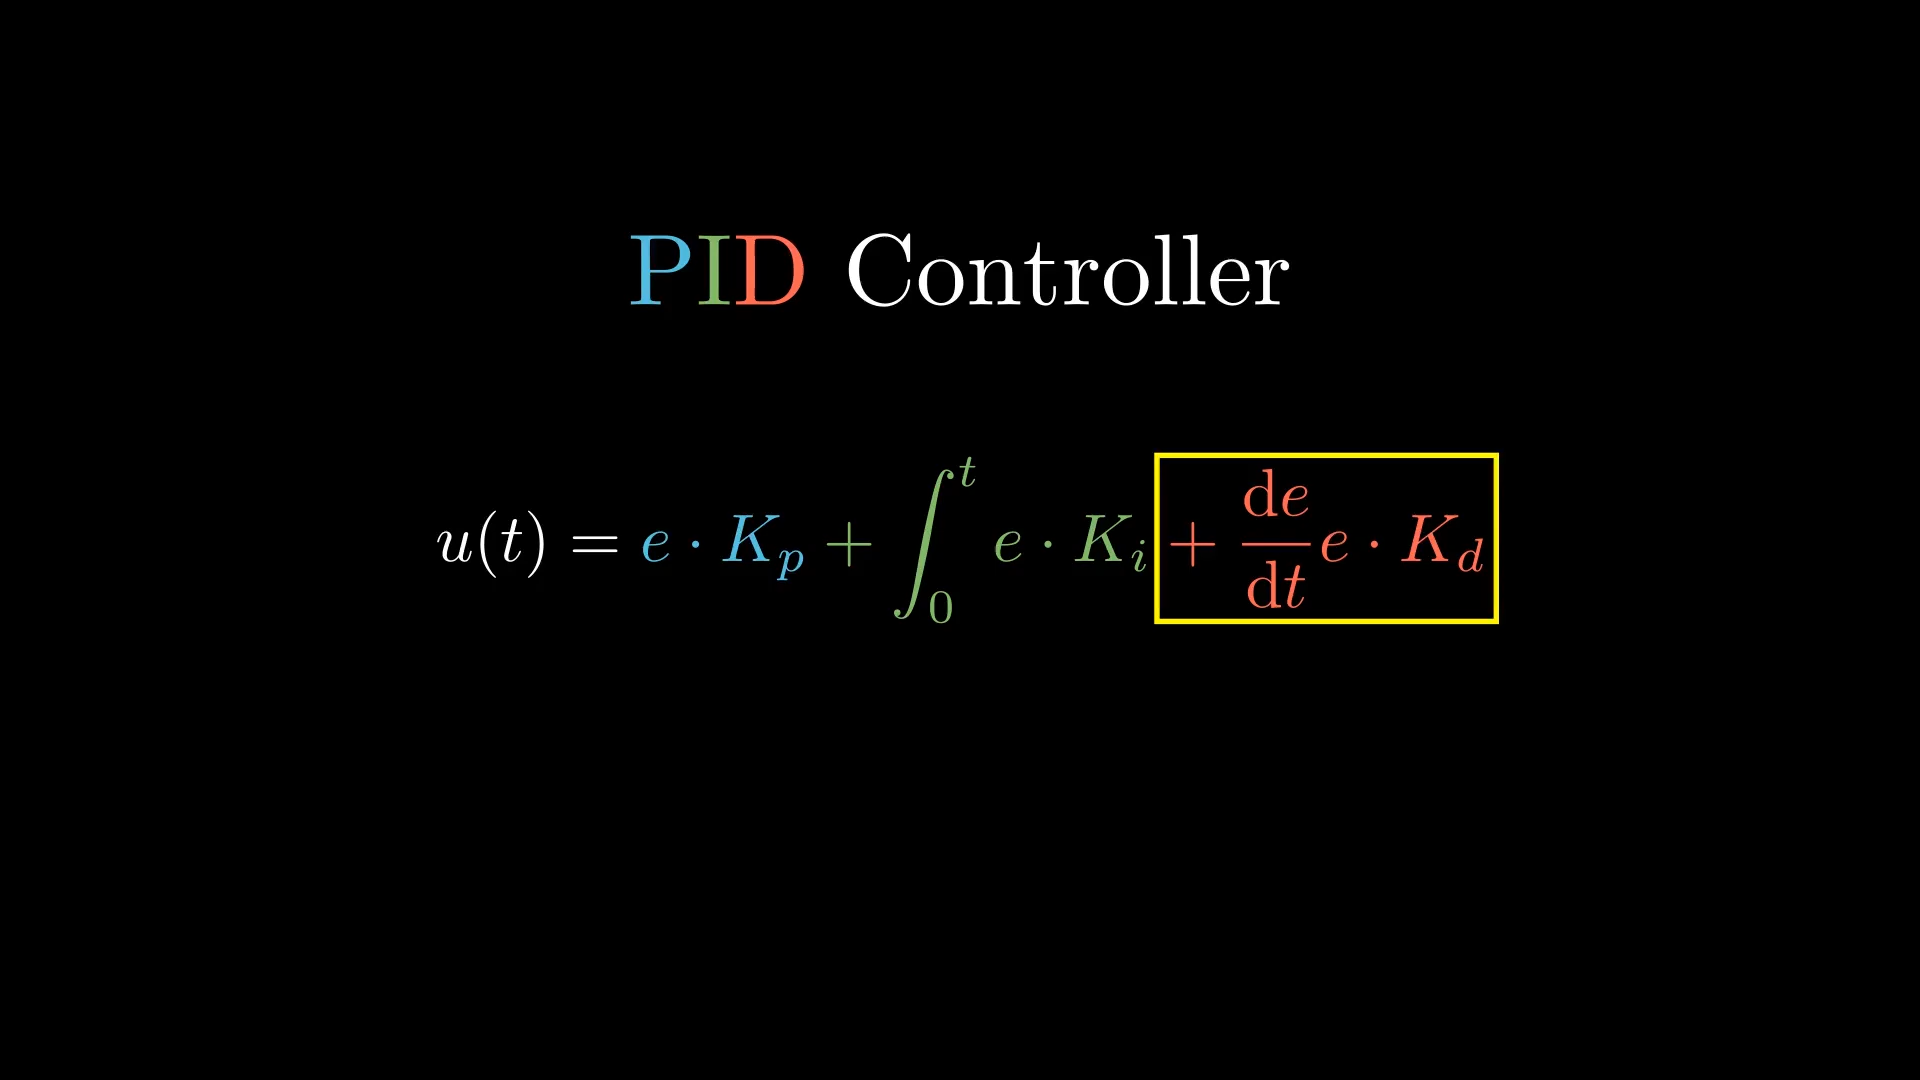 PID Controller
u(t) = e · K_p + ∫_0^t e · K_i + de/dt e · K_d